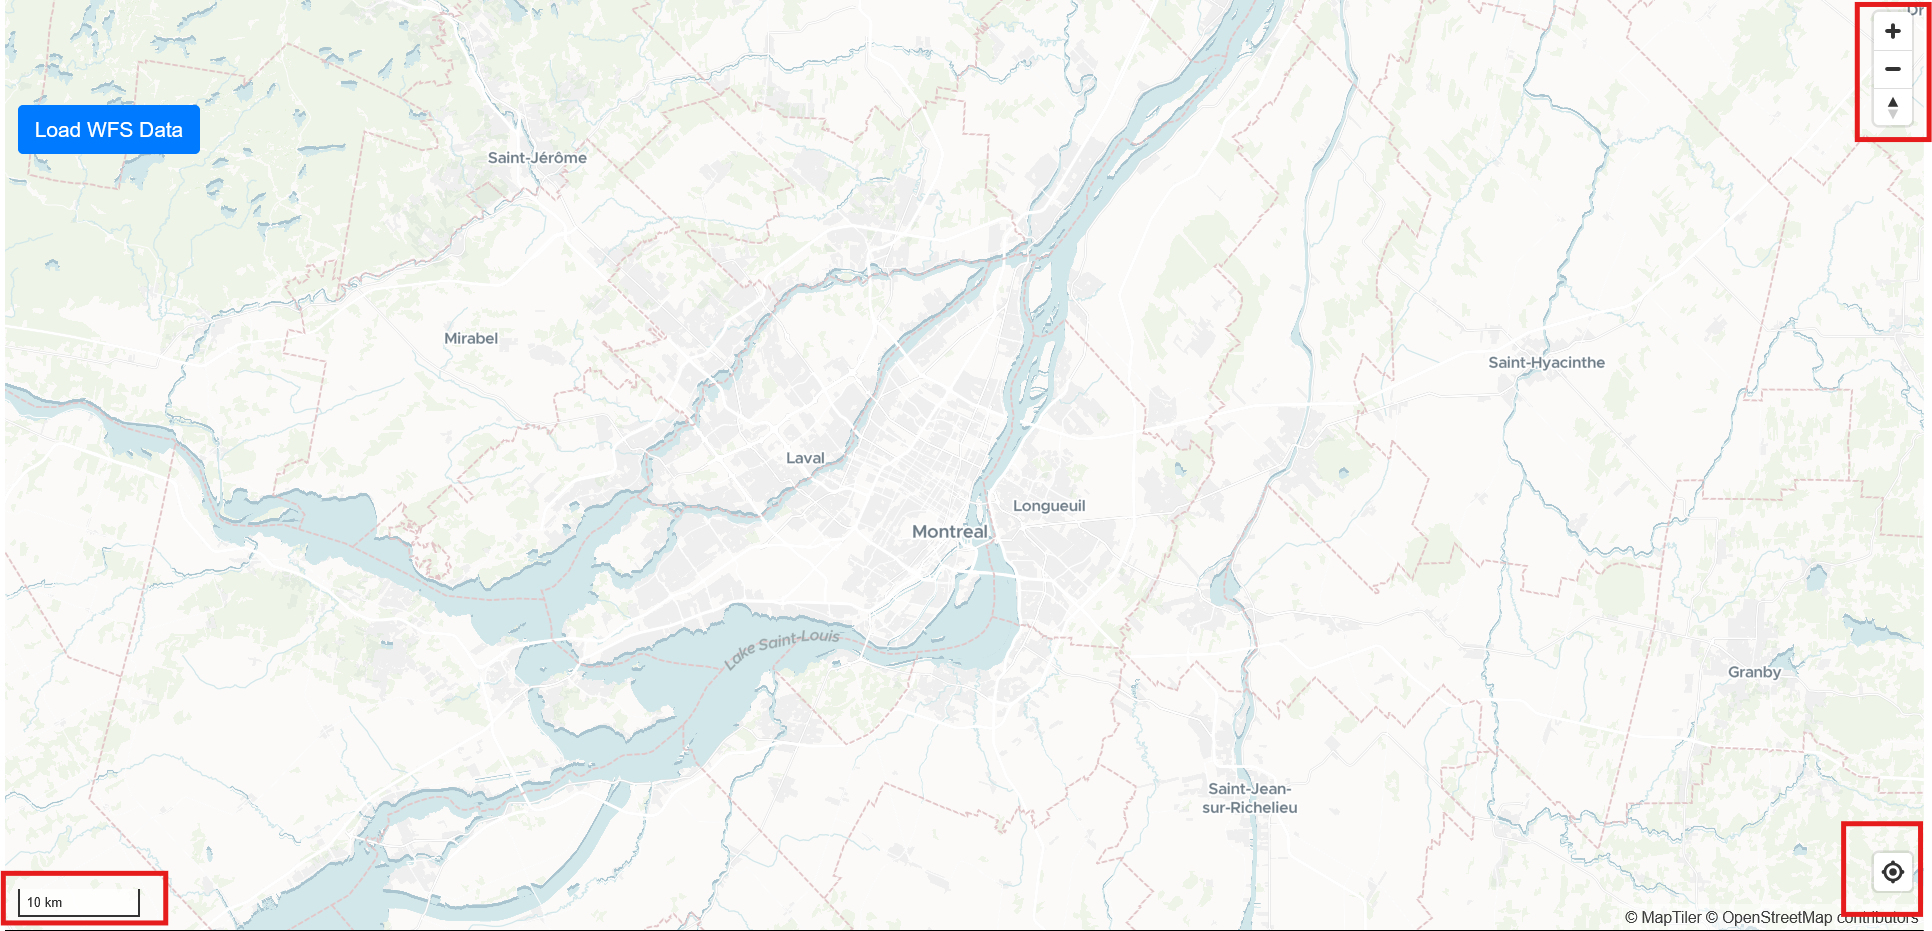 Load WFS Data
Saint-Jérôme
Mirabel
Saint-Hyacinthe
Laval
Longueuil
Montreal
Lake Saint-Louis
Granby
Saint-Jean-
sur-Richelieu
10 km
© MapTiler © OpenStreetMap contributors